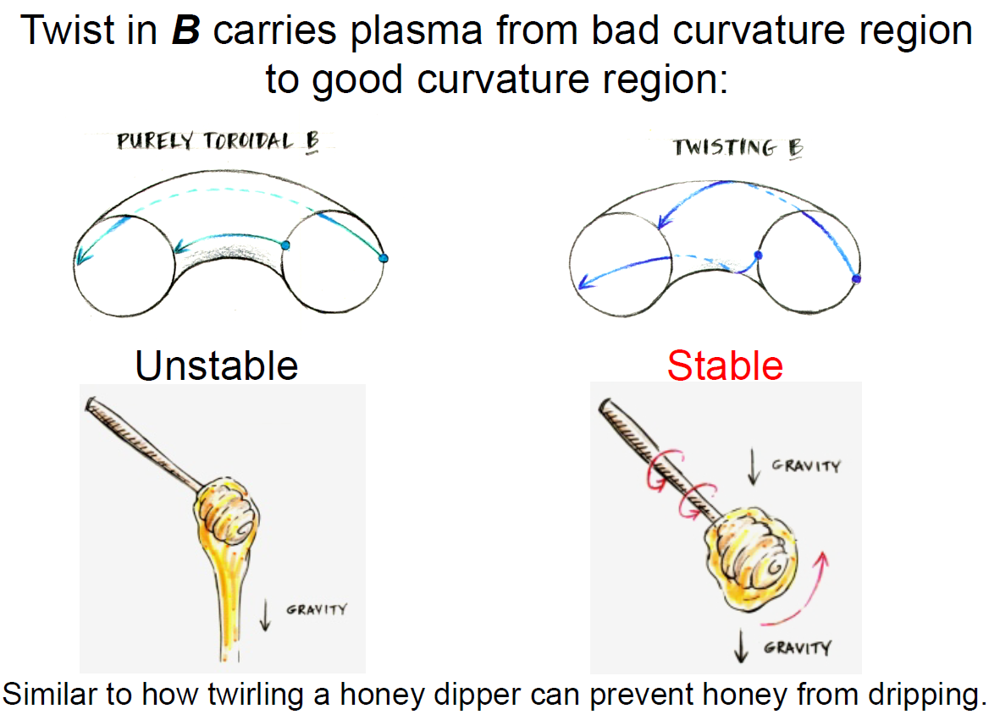 Twist in B carries plasma from bad curvature region
to good curvature region:
PURELY TOROIDAL B
TWISTING B
Unstable
Stable
GRAVITY
GRAVITY
GRAVITY
Similar to how twirling a honey dipper can prevent honey from dripping.